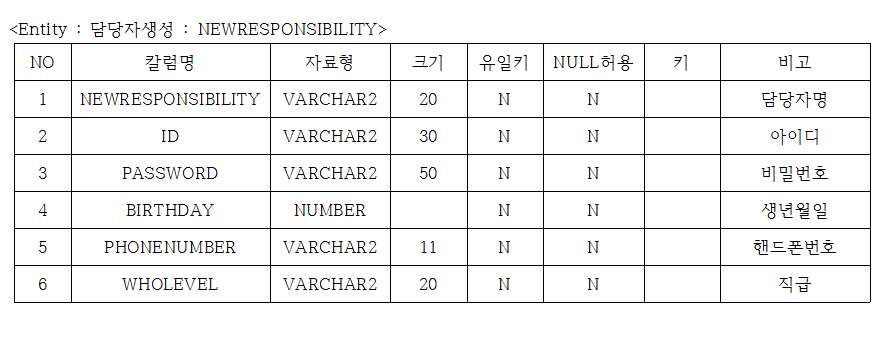 <Entity : 담당자생성 : NEWRESPONSIBILITY>
NO 칼럼명 자료형 크기 유일키 NULL허용 키 비고
1 NEWRESPONSIBILITY VARCHAR2 20 N N 담당자명
2 ID VARCHAR2 30 N N 아이디
3 PASSWORD VARCHAR2 50 N N 비밀번호
4 BIRTHDAY NUMBER N N 생년월일
5 PHONENUMBER VARCHAR2 11 N N 핸드폰번호
6 WHOLEVEL VARCHAR2 20 N N 직급